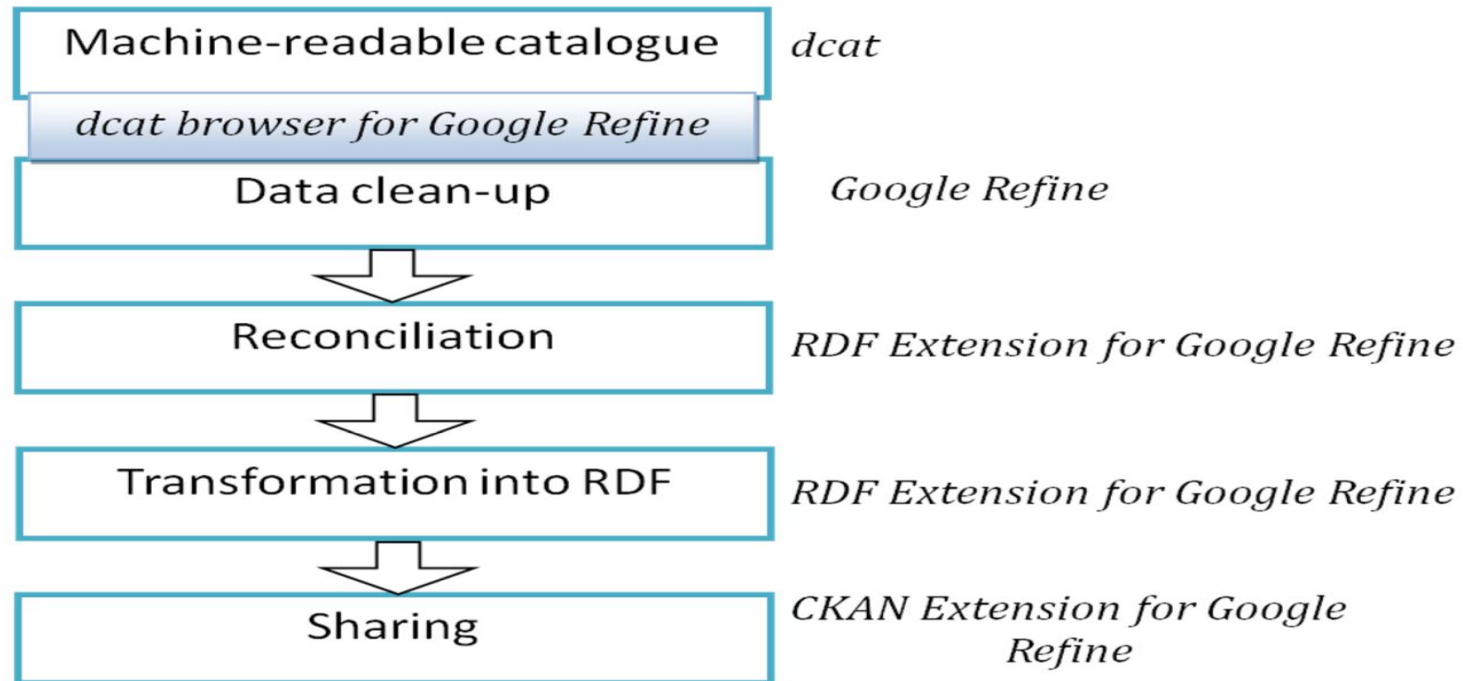 Machine-readable catalogue
dcat
dcat browser for Google Refine
Data clean-up
Google Refine
Reconciliation
RDF Extension for Google Refine
Transformation into RDF
RDF Extension for Google Refine
Sharing
CKAN Extension for Google
Refine